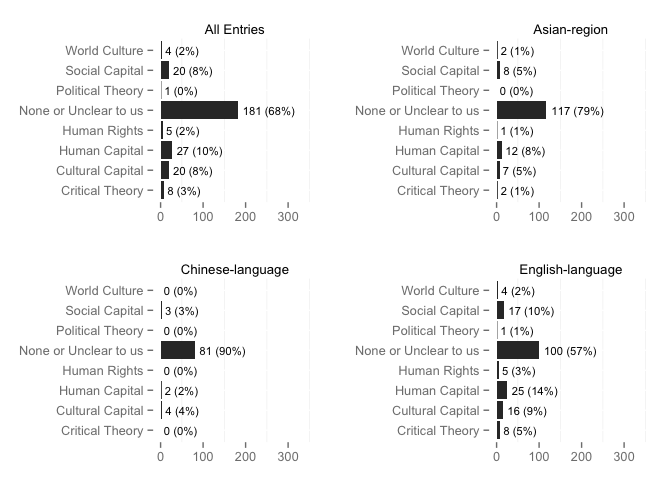 All Entries
World Culture 4 (2%)
Social Capital 20 (8%)
Political Theory 1 (0%)
None or Unclear to us 181 (68%)
Human Rights 5 (2%)
Human Capital 27 (10%)
Cultural Capital 20 (8%)
Critical Theory 8 (3%)
0 100 200 300
Asian-region
World Culture 2 (1%)
Social Capital 8 (5%)
Political Theory 0 (0%)
None or Unclear to us 117 (79%)
Human Rights 1 (1%)
Human Capital 12 (8%)
Cultural Capital 7 (5%)
Critical Theory 2 (1%)
0 100 200 300
Chinese-language
World Culture 0 (0%)
Social Capital 3 (3%)
Political Theory 0 (0%)
None or Unclear to us 81 (90%)
Human Rights 0 (0%)
Human Capital 2 (2%)
Cultural Capital 4 (4%)
Critical Theory 0 (0%)
0 100 200 300
English-language
World Culture 4 (2%)
Social Capital 17 (10%)
Political Theory 1 (1%)
None or Unclear to us 100 (57%)
Human Rights 5 (3%)
Human Capital 25 (14%)
Cultural Capital 16 (9%)
Critical Theory 8 (5%)
0 100 200 300